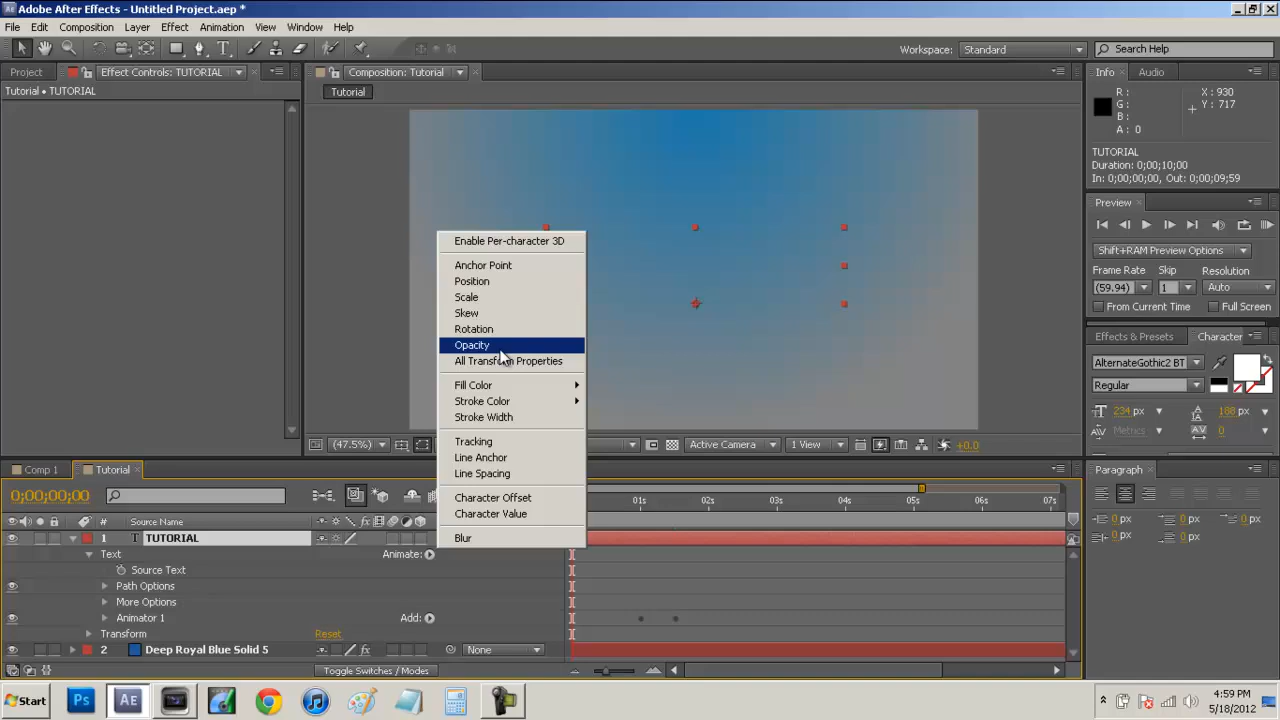 Adobe After Effects - Untitled Project.aep *
File Edit Composition Layer Effect Animation View Window Help
Workspace: Standard Search Help
Project Effect Controls: TUTORIAL Composition: Tutorial Info Audio
Tutorial • TUTORIAL
Tutorial
R: X: 930
G: Y: 717
B:
A: 0
TUTORIAL
Duration: 0;00;10;00
In: 0;00;00;00, Out: 0;00;09;59
Preview
Shift+RAM Preview Options
Frame Rate Skip Resolution
(59.94) 1 Auto
From Current Time Full Screen
Effects & Presets Character
AlternateGothic2 BT
Regular
234 px 188 px
Metrics 0
Enable Per-character 3D
Anchor Point
Position
Scale
Skew
Rotation
Opacity
All Transform Properties
Fill Color
Stroke Color
Stroke Width
Tracking
Line Anchor
Line Spacing
Character Offset
Character Value
Blur
(47.5%) Active Camera 1 View +0.0
Comp 1 Tutorial Paragraph
0;00;00;00 01s 02s 03s 04s 05s 06s 07s
0 px 0 px 0 px
0 px 0 px
# Source Name
1 T TUTORIAL
Text Animate:
Source Text
Path Options
More Options
Animator 1 Add:
Transform Reset
2 Deep Royal Blue Solid 5 None
Toggle Switches / Modes
Start Ps AE 4:59 PM
5/18/2012